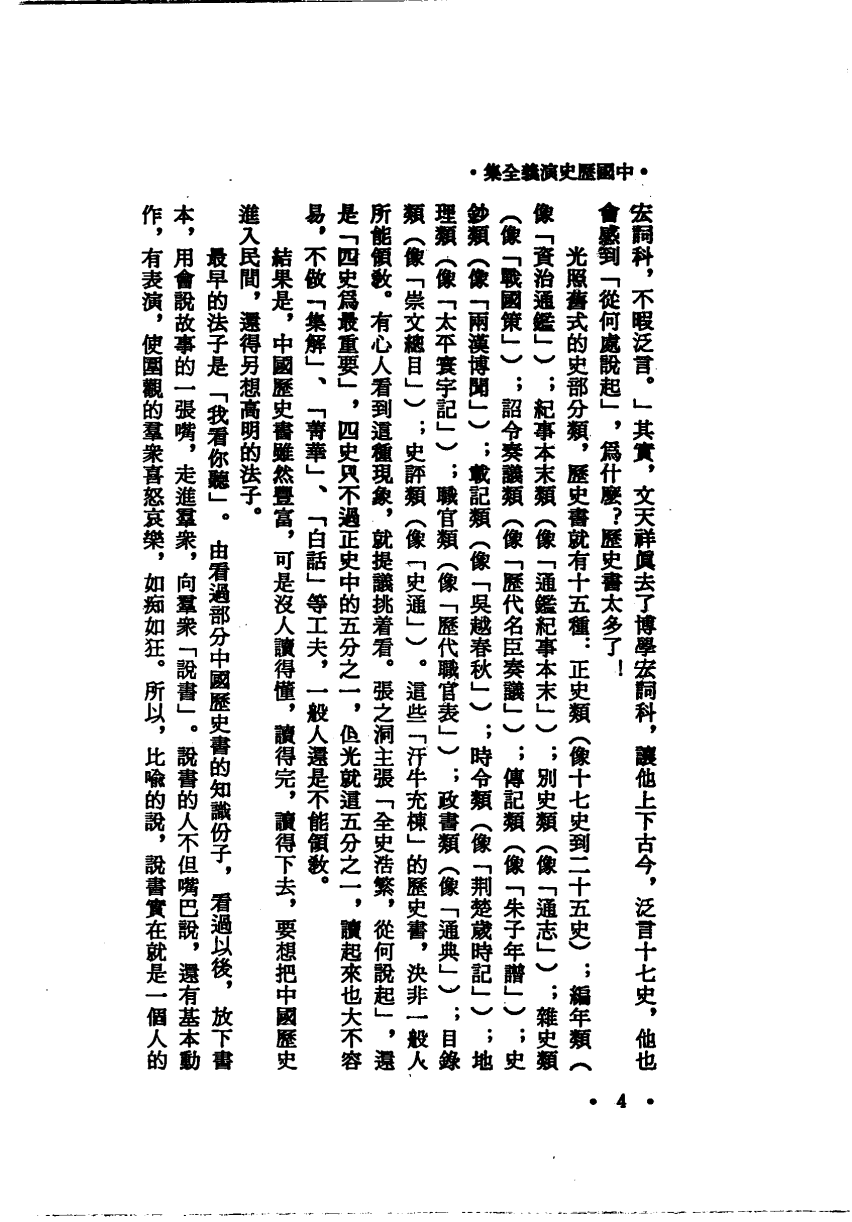 •中國歷史演義全集•
宏詞科，不暇泛言。」其實，文天祥眞去了博學宏詞科，讓他上下古今，泛言十七史，他也
會感到「從何處說起」，爲什麼？歷史書太多了！
光照舊式的史部分類，歷史書就有十五種：正史類（像十七史到二十五史）；編年類（
像「資治通鑑」）；紀事本末類（像「通鑑紀事本末」）；別史類（像「通志」）；雜史類
（像「戰國策」）；詔令奏議類（像「歷代名臣奏議」）；傳記類（像「朱子年譜」）；史
鈔類（像「兩漢博聞」）；載記類（像「吳越春秋」）；時令類（像「荆楚歲時記」）；地
理類（像「太平寰宇記」）；職官類（像「歷代職官表」）；政書類（像「通典」）；目錄
類（像「崇文總目」）；史評類（像「史通」）。這些「汗牛充棟」的歷史書，決非一般人
所能領敎。有心人看到這種現象，就提議挑着看。張之洞主張「全史浩繁，從何說起」，還
是「四史爲最重要」，四史只不過正史中的五分之一，但光就這五分之一，讀起來也大不容
易，不做「集解」、「菁華」、「白話」等工夫，一般人還是不能領敎。
結果是，中國歷史書雖然豐富，可是沒人讀得懂，讀得完，讀得下去，要想把中國歷史
進入民間，還得另想高明的法子。
最早的法子是「我看你聽」。由看過部分中國歷史書的知識份子，看過以後，放下書
本，用會說故事的一張嘴，走進羣衆，向羣衆「說書」。說書的人不但嘴巴說，還有基本動
作，有表演，使圍觀的羣衆喜怒哀樂，如痴如狂。所以，比喩的說，說書實在就是一個人的
• 4 •